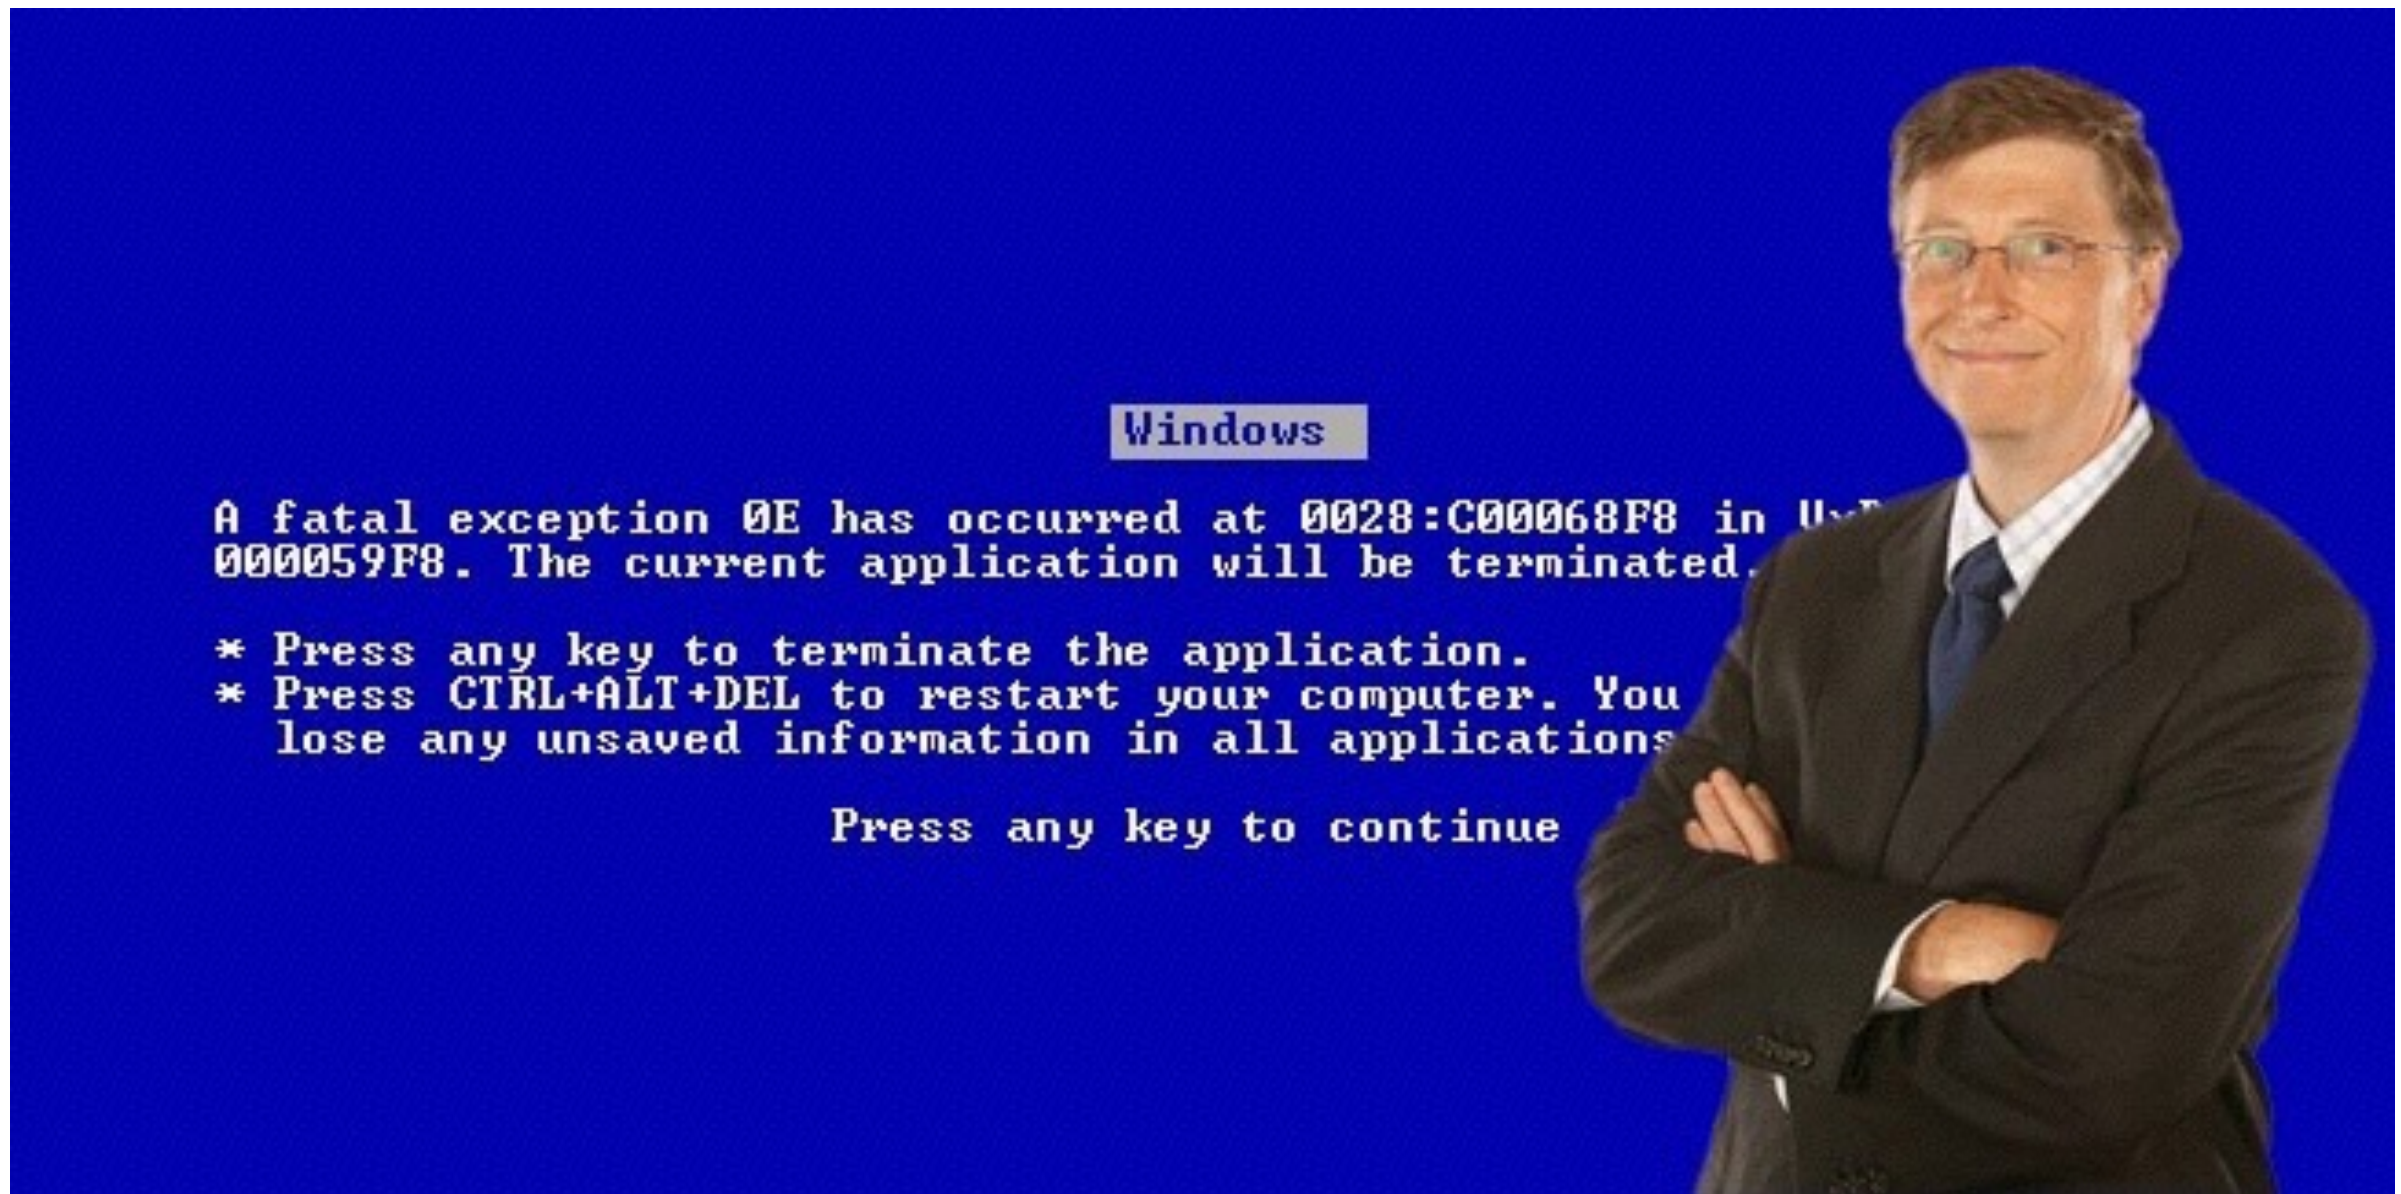 Windows
A fatal exception 0E has occurred at 0028:C00068F8 in
000059F8. The current application will be terminated.
* Press any key to terminate the application.
* Press CTRL+ALT+DEL to restart your computer. You
lose any unsaved information in all applications
Press any key to continue